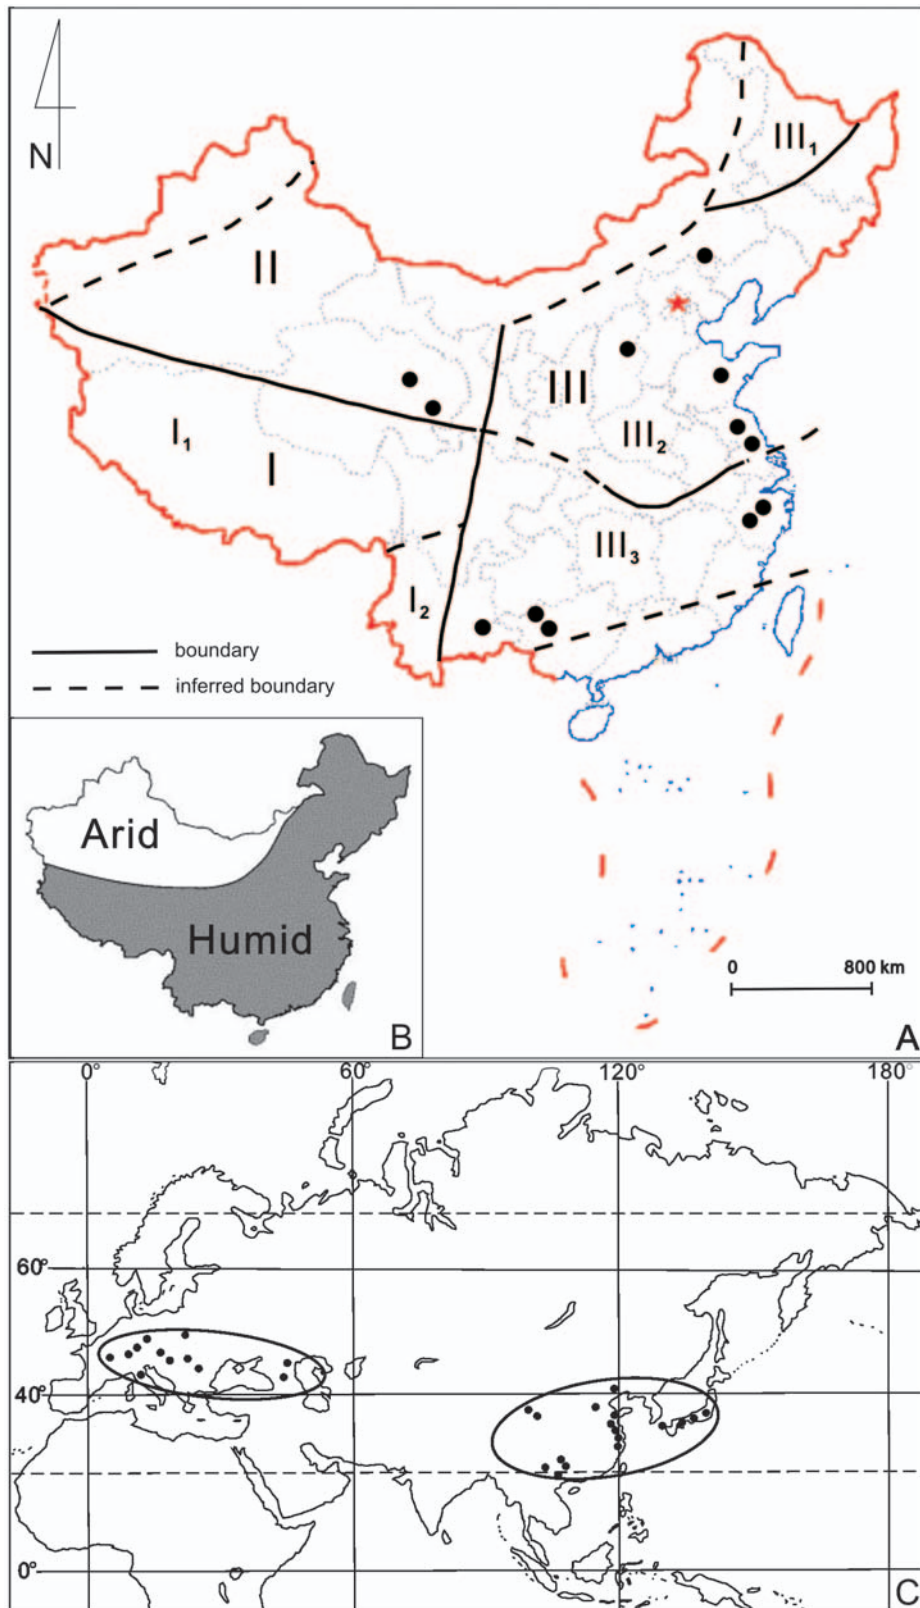 N
III₁
II
III
I₁
III₂
I
III₃
I₂
boundary
inferred boundary
Arid
Humid
0 800 km
B
A
0° 60° 120° 180°
60°
40°
0°
C